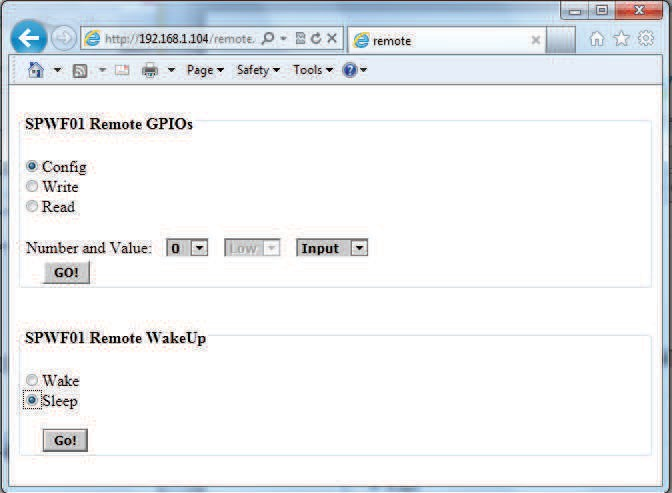 http://192.168.1.104/remote.
remote
Page Safety Tools
SPWF01 Remote GPIOs
Config
Write
Read
Number and Value: 0 Low Input
GO!
SPWF01 Remote WakeUp
Wake
Sleep
Go!